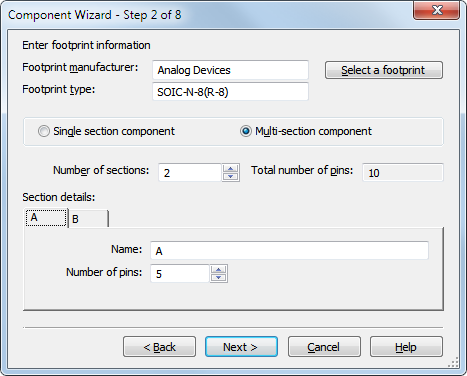 Component Wizard - Step 2 of 8
Enter footprint information
Footprint manufacturer: Analog Devices Select a footprint
Footprint type: SOIC-N-8(R-8)
Single section component Multi-section component
Number of sections: 2 Total number of pins: 10
Section details:
A B
Name: A
Number of pins: 5
< Back Next > Cancel Help